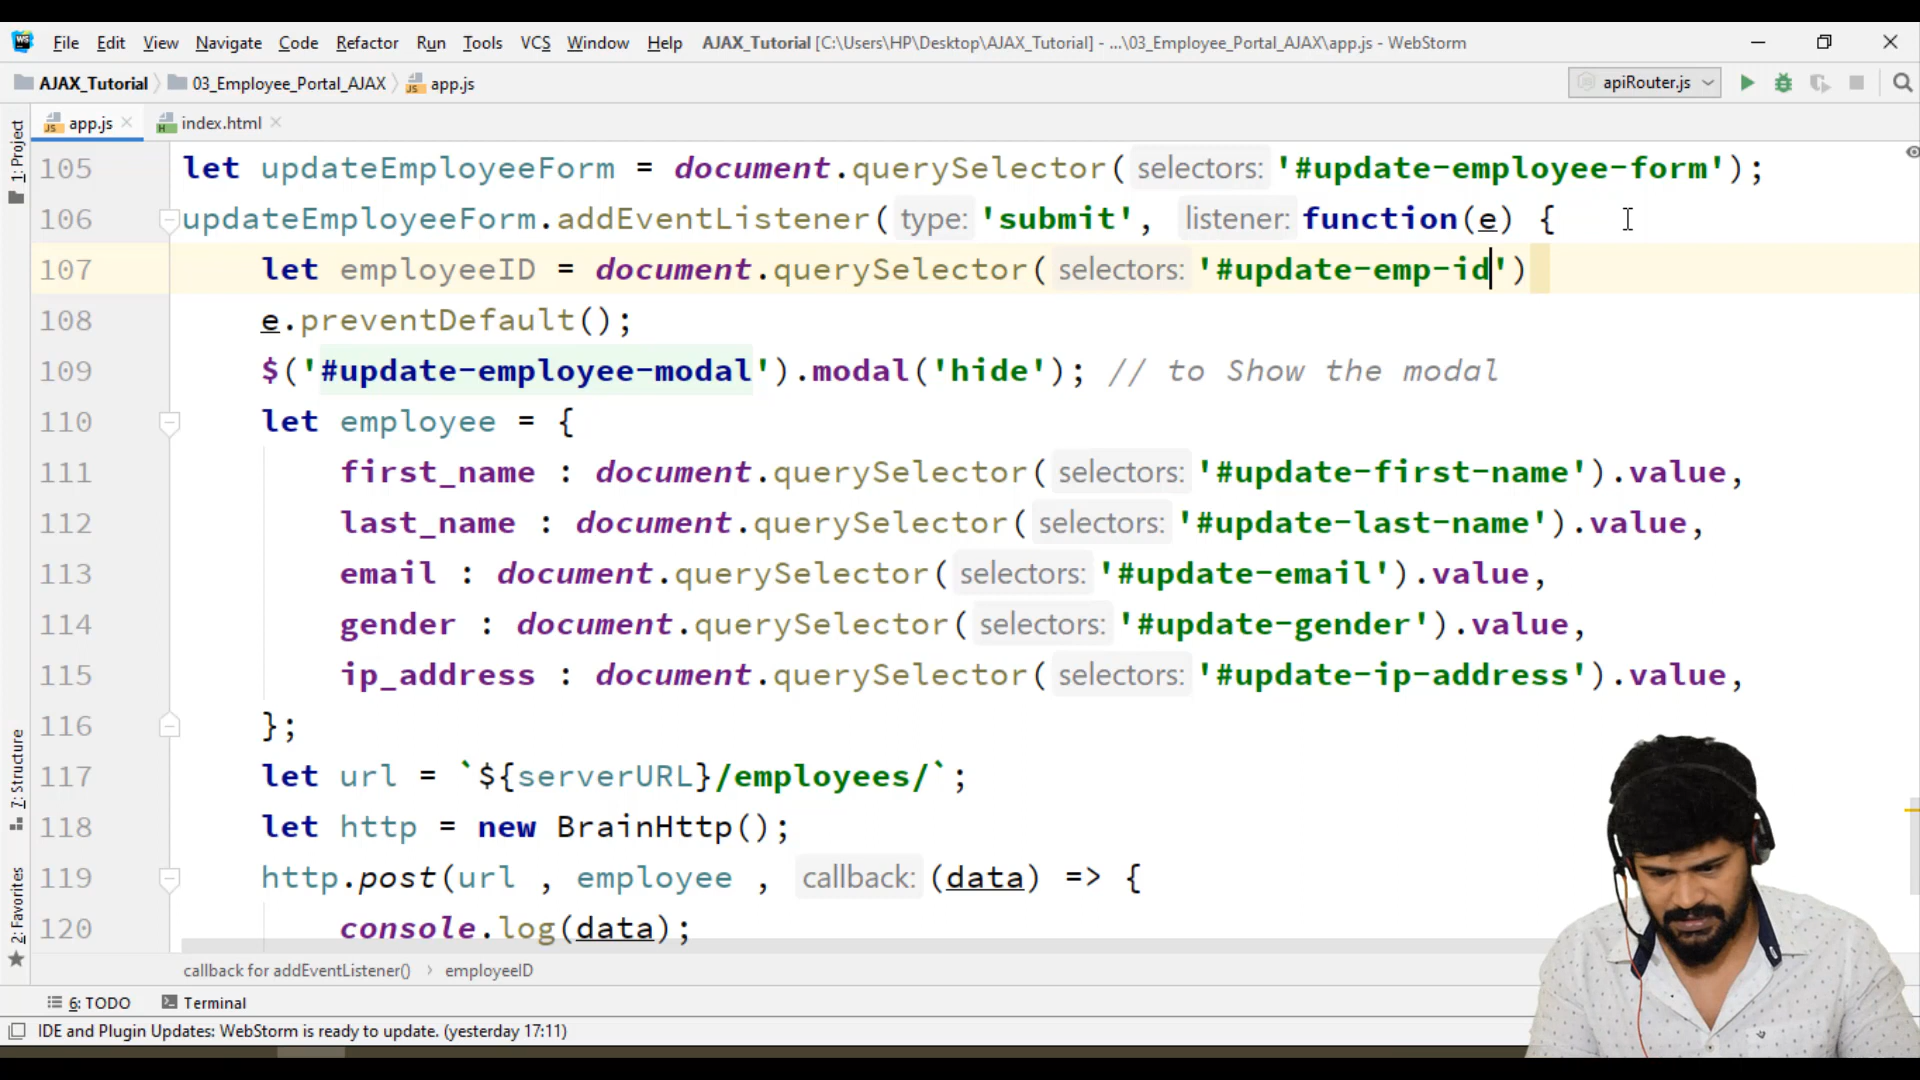 WS File Edit View Navigate Code Refactor Run Tools VCS Window Help AJAX_Tutorial [C:\Users\HP\Desktop\AJAX_Tutorial] - ...\03_Employee_Portal_AJAX\app.js - WebStorm
AJAX_Tutorial 03_Employee_Portal_AJAX JS app.js apiRouter.js
JS app.js H index.html
1: Project
7: Structure
2: Favorites
105 let updateEmployeeForm = document.querySelector( selectors: '#update-employee-form');
106 updateEmployeeForm.addEventListener( type: 'submit', listener: function(e) {
107 let employeeID = document.querySelector( selectors: '#update-emp-id')
108 e.preventDefault();
109 $('#update-employee-modal').modal('hide'); // to Show the modal
110 let employee = {
111 first_name : document.querySelector( selectors: '#update-first-name').value,
112 last_name : document.querySelector( selectors: '#update-last-name').value,
113 email : document.querySelector( selectors: '#update-email').value,
114 gender : document.querySelector( selectors: '#update-gender').value,
115 ip_address : document.querySelector( selectors: '#update-ip-address').value,
116 };
117 let url = `${serverURL}/employees/`;
118 let http = new BrainHttp();
119 http.post(url , employee , callback: (data) => {
120 console.log(data);
callback for addEventListener() › employeeID
6: TODO Terminal
IDE and Plugin Updates: WebStorm is ready to update. (yesterday 17:11)